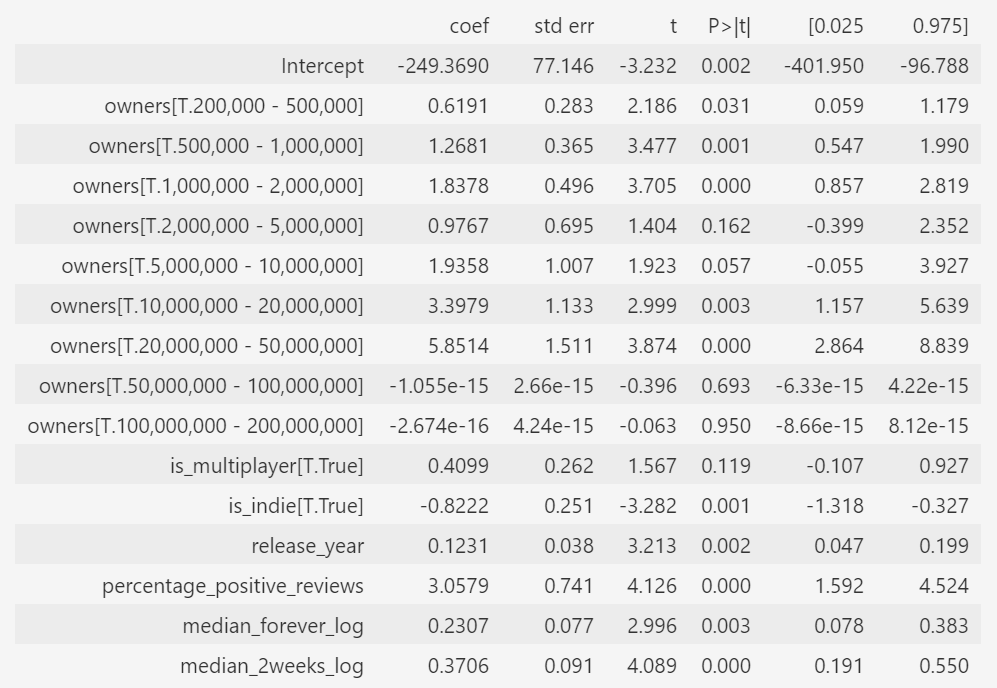 coef std err t P>|t| [0.025 0.975]
Intercept -249.3690 77.146 -3.232 0.002 -401.950 -96.788
owners[T.200,000 - 500,000] 0.6191 0.283 2.186 0.031 0.059 1.179
owners[T.500,000 - 1,000,000] 1.2681 0.365 3.477 0.001 0.547 1.990
owners[T.1,000,000 - 2,000,000] 1.8378 0.496 3.705 0.000 0.857 2.819
owners[T.2,000,000 - 5,000,000] 0.9767 0.695 1.404 0.162 -0.399 2.352
owners[T.5,000,000 - 10,000,000] 1.9358 1.007 1.923 0.057 -0.055 3.927
owners[T.10,000,000 - 20,000,000] 3.3979 1.133 2.999 0.003 1.157 5.639
owners[T.20,000,000 - 50,000,000] 5.8514 1.511 3.874 0.000 2.864 8.839
owners[T.50,000,000 - 100,000,000] -1.055e-15 2.66e-15 -0.396 0.693 -6.33e-15 4.22e-15
owners[T.100,000,000 - 200,000,000] -2.674e-16 4.24e-15 -0.063 0.950 -8.66e-15 8.12e-15
is_multiplayer[T.True] 0.4099 0.262 1.567 0.119 -0.107 0.927
is_indie[T.True] -0.8222 0.251 -3.282 0.001 -1.318 -0.327
release_year 0.1231 0.038 3.213 0.002 0.047 0.199
percentage_positive_reviews 3.0579 0.741 4.126 0.000 1.592 4.524
median_forever_log 0.2307 0.077 2.996 0.003 0.078 0.383
median_2weeks_log 0.3706 0.091 4.089 0.000 0.191 0.550